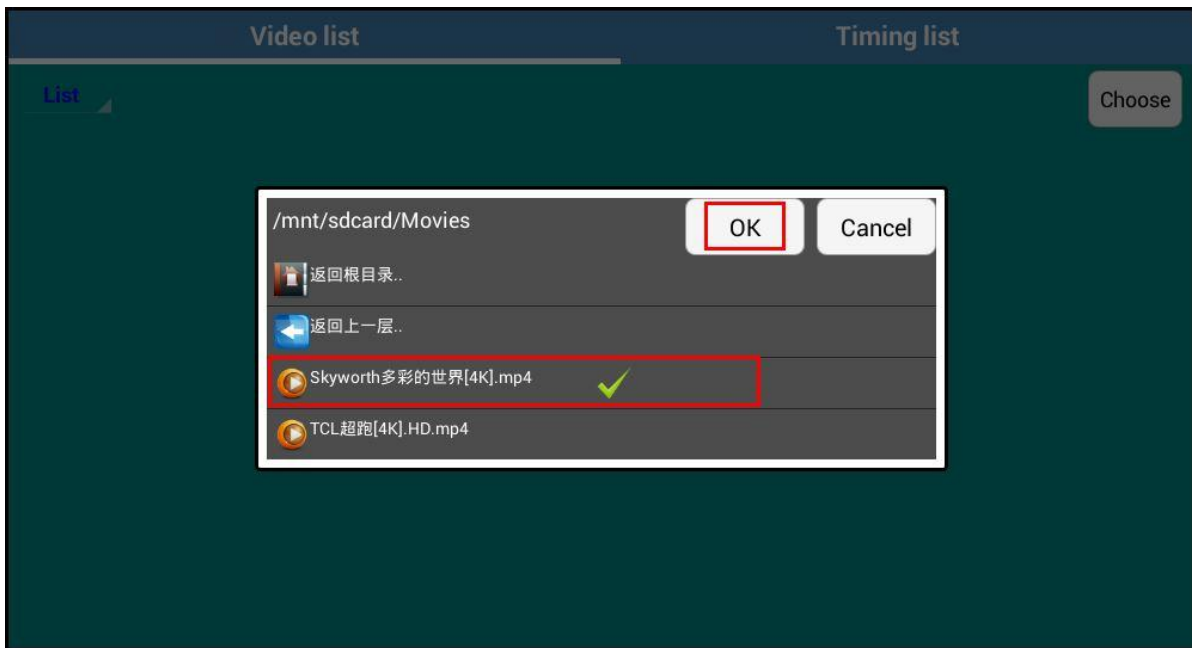 Video list
Timing list
List
Choose
/mnt/sdcard/Movies
OK
Cancel
返回根目录..
返回上一层..
Skyworth多彩的世界[4K].mp4
TCL超跑[4K].HD.mp4